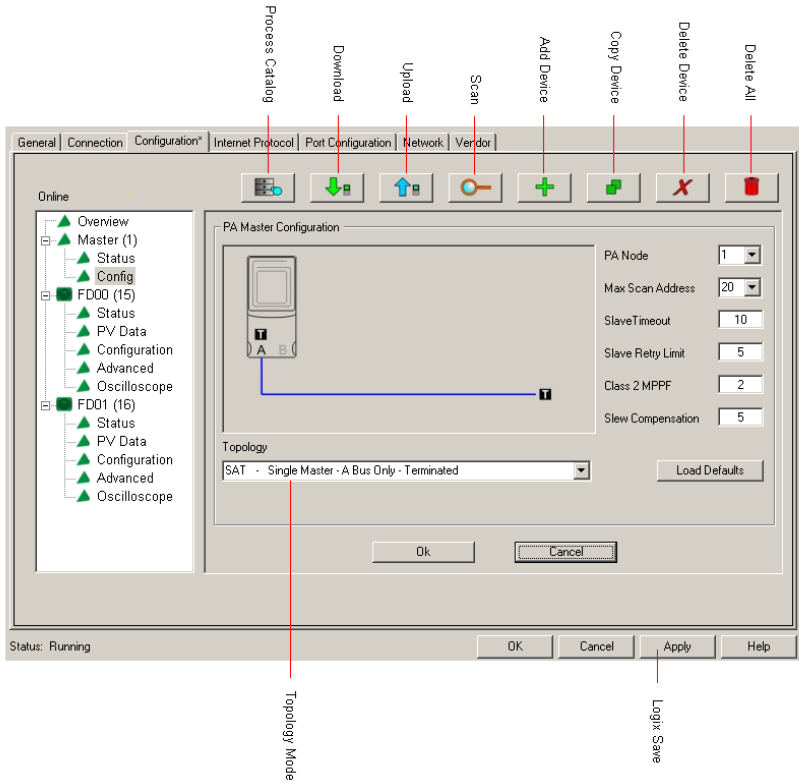 Process Catalog
Download
Upload
Scan
Add Device
Copy Device
Delete Device
Delete All
General
Connection
Configuration*
Internet Protocol
Port Configuration
Network
Vendor
Online
Overview
Master (1)
Status
Config
FD00 (15)
Status
PV Data
Configuration
Advanced
Oscilloscope
FD01 (16)
Status
PV Data
Configuration
Advanced
Oscilloscope
PA Master Configuration
T
A B
T
PA Node 1
Max Scan Address 20
SlaveTimeout 10
Slave Retry Limit 5
Class 2 MPPF 2
Slew Compensation 5
Topology
SAT - Single Master - A Bus Only - Terminated
Load Defaults
Ok
Cancel
Status: Running
OK
Cancel
Apply
Help
Topology Mode
Logix Save